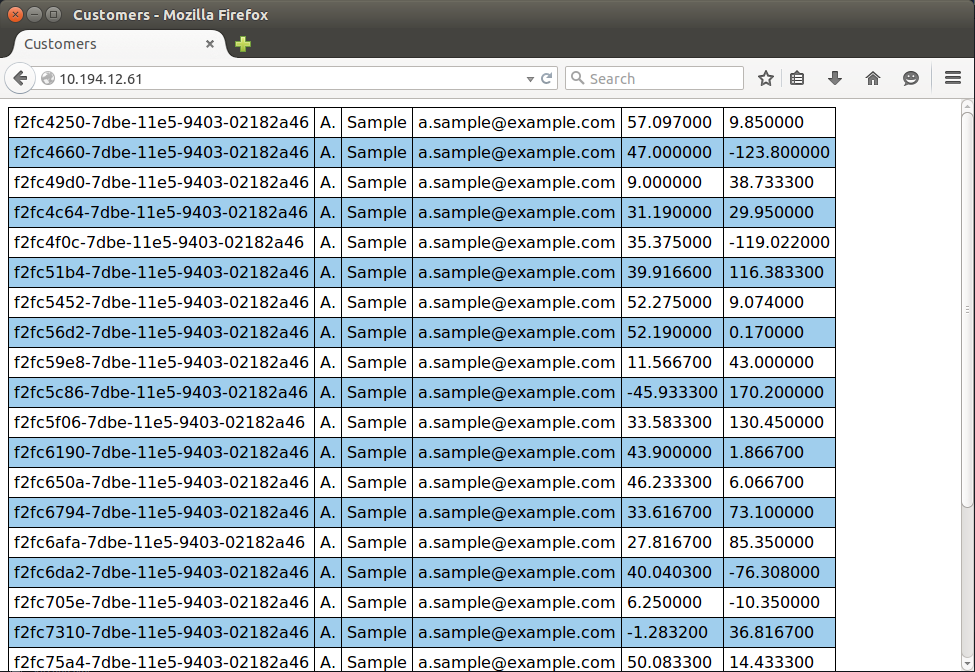 Customers - Mozilla Firefox
Customers
10.194.12.61 Search
f2fc4250-7dbe-11e5-9403-02182a46 A. Sample a.sample@example.com 57.097000 9.850000
f2fc4660-7dbe-11e5-9403-02182a46 A. Sample a.sample@example.com 47.000000 -123.800000
f2fc49d0-7dbe-11e5-9403-02182a46 A. Sample a.sample@example.com 9.000000 38.733300
f2fc4c64-7dbe-11e5-9403-02182a46 A. Sample a.sample@example.com 31.190000 29.950000
f2fc4f0c-7dbe-11e5-9403-02182a46 A. Sample a.sample@example.com 35.375000 -119.022000
f2fc51b4-7dbe-11e5-9403-02182a46 A. Sample a.sample@example.com 39.916600 116.383300
f2fc5452-7dbe-11e5-9403-02182a46 A. Sample a.sample@example.com 52.275000 9.074000
f2fc56d2-7dbe-11e5-9403-02182a46 A. Sample a.sample@example.com 52.190000 0.170000
f2fc59e8-7dbe-11e5-9403-02182a46 A. Sample a.sample@example.com 11.566700 43.000000
f2fc5c86-7dbe-11e5-9403-02182a46 A. Sample a.sample@example.com -45.933300 170.200000
f2fc5f06-7dbe-11e5-9403-02182a46 A. Sample a.sample@example.com 33.583300 130.450000
f2fc6190-7dbe-11e5-9403-02182a46 A. Sample a.sample@example.com 43.900000 1.866700
f2fc650a-7dbe-11e5-9403-02182a46 A. Sample a.sample@example.com 46.233300 6.066700
f2fc6794-7dbe-11e5-9403-02182a46 A. Sample a.sample@example.com 33.616700 73.100000
f2fc6afa-7dbe-11e5-9403-02182a46 A. Sample a.sample@example.com 27.816700 85.350000
f2fc6da2-7dbe-11e5-9403-02182a46 A. Sample a.sample@example.com 40.040300 -76.308000
f2fc705e-7dbe-11e5-9403-02182a46 A. Sample a.sample@example.com 6.250000 -10.350000
f2fc7310-7dbe-11e5-9403-02182a46 A. Sample a.sample@example.com -1.283200 36.816700
f2fc75a4-7dbe-11e5-9403-02182a46 A. Sample a.sample@example.com 50.083300 14.433300